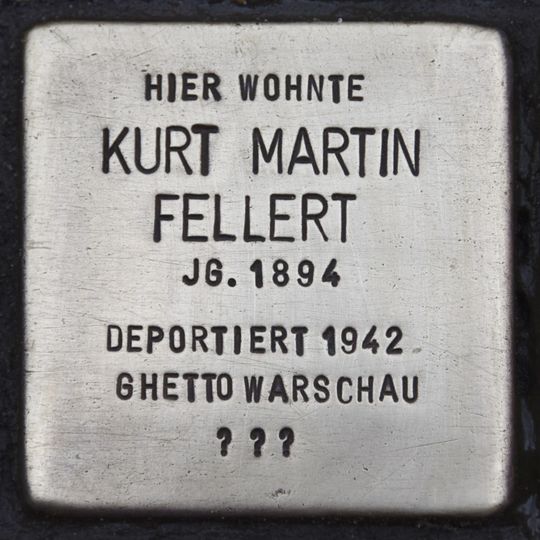 HIER WOHNTE
KURT MARTIN
FELLERT
JG. 1894
DEPORTIERT 1942
GHETTO WARSCHAU
? ? ?